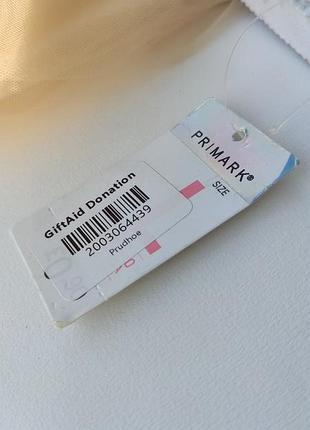 PRIMARK®
SIZE
GiftAid Donation
2003064439
Prudhoe